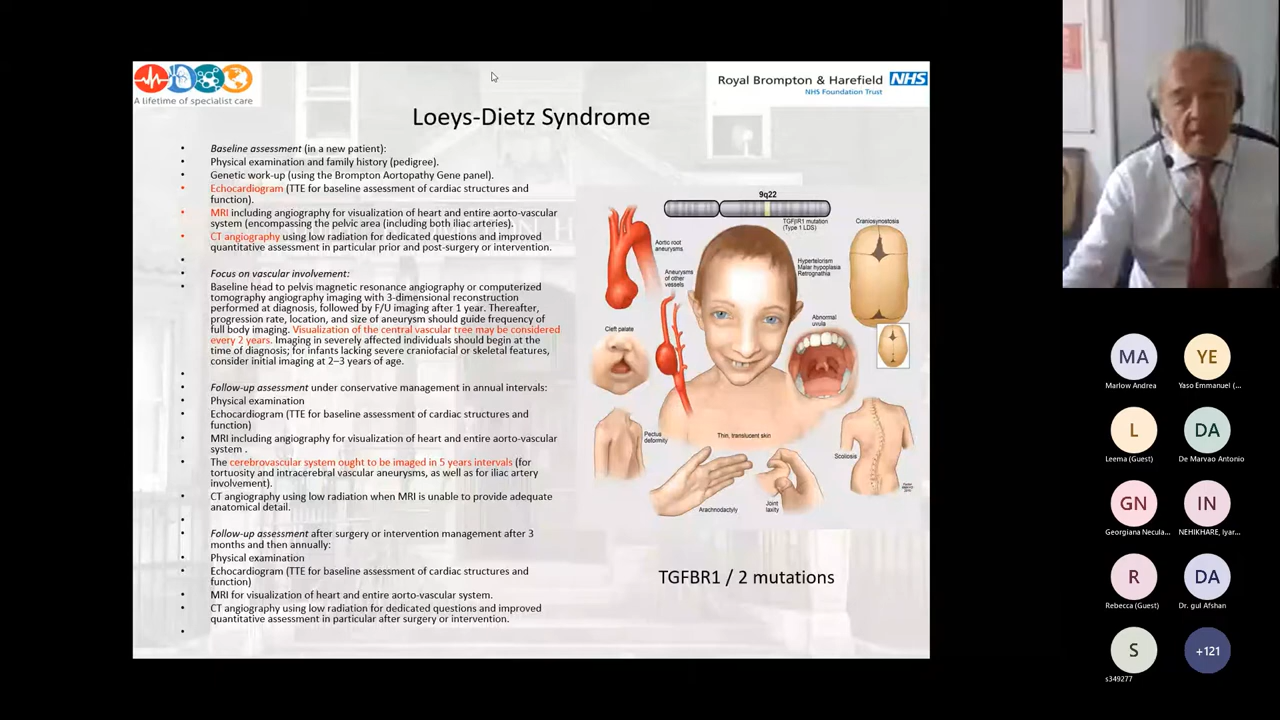 A lifetime of specialist care
Royal Brompton & Harefield NHS
NHS Foundation Trust
Loeys-Dietz Syndrome
• Baseline assessment (in a new patient):
• Physical examination and family history (pedigree).
• Genetic work-up (using the Brompton Aortopathy Gene panel).
• Echocardiogram (TTE for baseline assessment of cardiac structures and
function).
• MRI including angiography for visualization of heart and entire aorto-vascular
system (encompassing the pelvic area (including both iliac arteries).
• CT angiography using low radiation for dedicated questions and improved
quantitative assessment in particular prior and post-surgery or intervention.
•
• Focus on vascular involvement:
• Baseline head to pelvis magnetic resonance angiography or computerized
tomography angiography imaging with 3-dimensional reconstruction
performed at diagnosis, followed by F/U imaging after 1 year. Thereafter,
progression rate, location, and size of aneurysm should guide frequency of
full body imaging. Visualization of the central vascular tree may be considered
every 2 years. Imaging in severely affected individuals should begin at the
time of diagnosis; for infants lacking severe craniofacial or skeletal features,
consider initial imaging at 2–3 years of age.
•
• Follow-up assessment under conservative management in annual intervals:
• Physical examination
• Echocardiogram (TTE for baseline assessment of cardiac structures and
function)
• MRI including angiography for visualization of heart and entire aorto-vascular
system .
• The cerebrovascular system ought to be imaged in 5 years intervals (for
tortuosity and intracerebral vascular aneurysms, as well as for iliac artery
involvement).
• CT angiography using low radiation when MRI is unable to provide adequate
anatomical detail.
•
• Follow-up assessment after surgery or intervention management after 3
months and then annually:
• Physical examination
• Echocardiogram (TTE for baseline assessment of cardiac structures and
function)
• MRI for visualization of heart and entire aorto-vascular system.
• CT angiography using low radiation for dedicated questions and improved
quantitative assessment in particular after surgery or intervention.
•
9q22
TGFβR1 mutation
(Type 1 LDS)
Craniosynostosis
Aortic root
aneurysms
Hypertelorism
Malar hypoplasia
Retrognathia
Aneurysms
of other
vessels
Cleft palate
Abnormal
uvula
Pectus
deformity
Thin, translucent skin
Scoliosis
Arachnodactyly
Joint
laxity
TGFBR1 / 2 mutations
MA
Marlow Andrea
YE
Yaso Emmanuel (...
L
Leema (Guest)
DA
De Marvao Antonio
GN
Georgiana Necula...
IN
NEHIKHARE, Iyar...
R
Rebecca (Guest)
DA
Dr. gul Afshan
S
s349277
+121